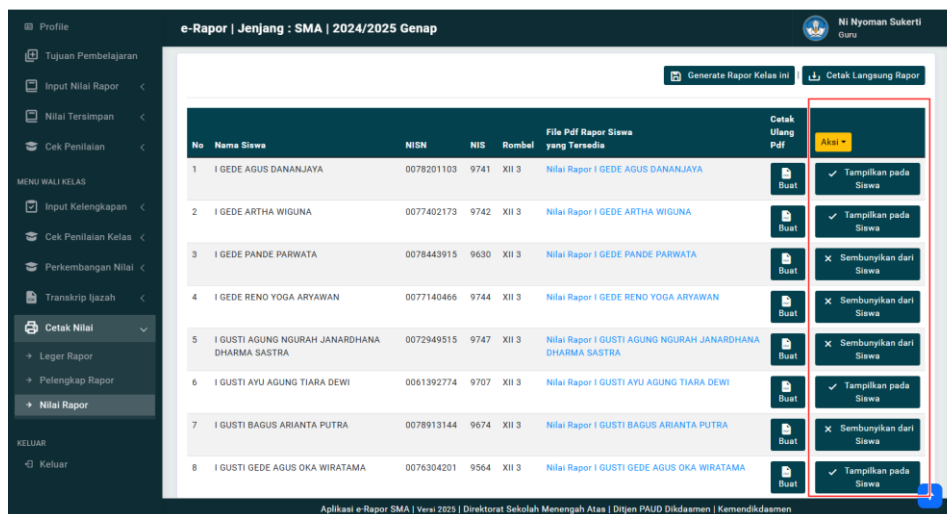 Profile
e-Rapor | Jenjang : SMA | 2024/2025 Genap
Ni Nyoman Sukerti
Guru
Tujuan Pembelajaran
Input Nilai Rapor
Nilai Tersimpan
Cek Penilaian
MENU WALI KELAS
Input Kelengkapan
Cek Penilaian Kelas
Perkembangan Nilai
Transkrip Ijazah
Cetak Nilai
Leger Rapor
Pelengkap Rapor
Nilai Rapor
KELUAR
Keluar
Generate Rapor Kelas ini | Cetak Langsung Rapor
No Nama Siswa NISN NIS Rombel File Pdf Rapor Siswa yang Tersedia Cetak Ulang Pdf Aksi
1 I GEDE AGUS DANANJAYA 0078201103 9741 XII 3 Nilai Rapor I GEDE AGUS DANANJAYA Buat Tampilkan pada Siswa
2 I GEDE ARTHA WIGUNA 0077402173 9742 XII 3 Nilai Rapor I GEDE ARTHA WIGUNA Buat Tampilkan pada Siswa
3 I GEDE PANDE PARWATA 0078443915 9630 XII 3 Nilai Rapor I GEDE PANDE PARWATA Buat Sembunyikan dari Siswa
4 I GEDE RENO YOGA ARYAWAN 0077140466 9744 XII 3 Nilai Rapor I GEDE RENO YOGA ARYAWAN Buat Sembunyikan dari Siswa
5 I GUSTI AGUNG NGURAH JANARDHANA DHARMA SASTRA 0072949515 9747 XII 3 Nilai Rapor I GUSTI AGUNG NGURAH JANARDHANA DHARMA SASTRA Buat Sembunyikan dari Siswa
6 I GUSTI AYU AGUNG TIARA DEWI 0061392774 9707 XII 3 Nilai Rapor I GUSTI AYU AGUNG TIARA DEWI Buat Tampilkan pada Siswa
7 I GUSTI BAGUS ARIANTA PUTRA 0078913144 9674 XII 3 Nilai Rapor I GUSTI BAGUS ARIANTA PUTRA Buat Sembunyikan dari Siswa
8 I GUSTI GEDE AGUS OKA WIRATAMA 0076304201 9564 XII 3 Nilai Rapor I GUSTI GEDE AGUS OKA WIRATAMA Buat Tampilkan pada Siswa
Aplikasi e-Rapor SMA | Versi 2025 | Direktorat Sekolah Menengah Atas | Ditjen PAUD Dikdasmen | Kemendikdasmen